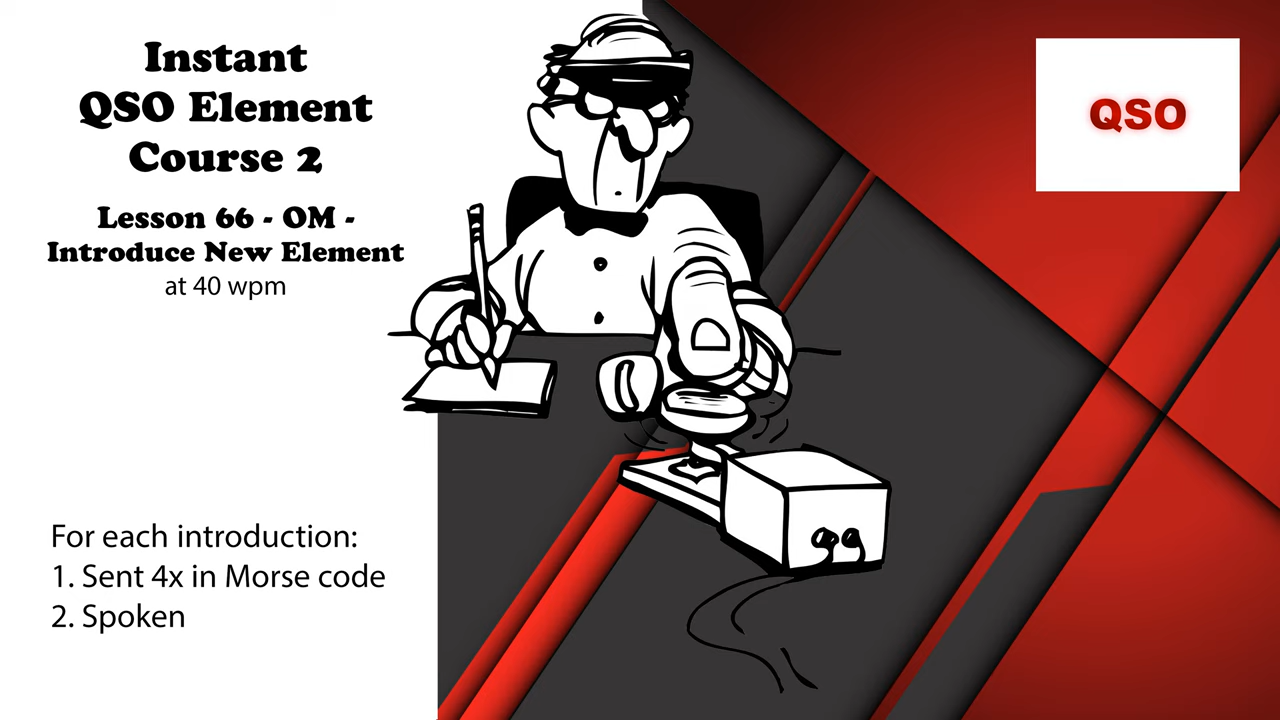 Instant
QSO Element
Course 2
Lesson 66 - OM -
Introduce New Element
at 40 wpm
QSO
For each introduction:
1. Sent 4x in Morse code
2. Spoken